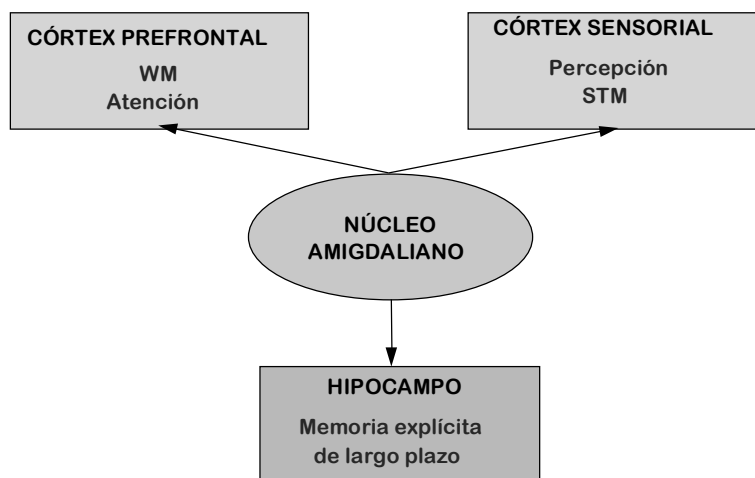 CÓRTEX PREFRONTAL
WM
Atención
CÓRTEX SENSORIAL
Percepción
STM
NÚCLEO
AMIGDALIANO
HIPOCAMPO
Memoria explícita
de largo plazo